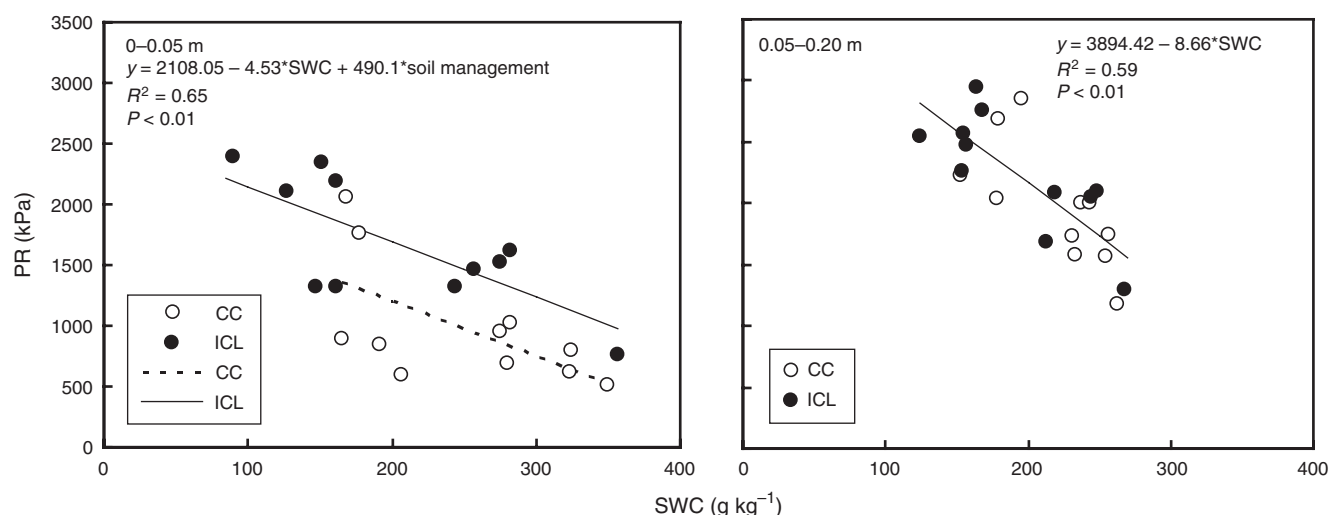 3500
3000
2500
2000
1500
1000
500
0
PR (kPa)
0–0.05 m
y = 2108.05 – 4.53*SWC + 490.1*soil management
R² = 0.65
P < 0.01
CC
ICL
CC
ICL
0
100
200
300
400
0.05–0.20 m
y = 3894.42 – 8.66*SWC
R² = 0.59
P < 0.01
CC
ICL
0
100
200
300
400
SWC (g kg⁻¹)